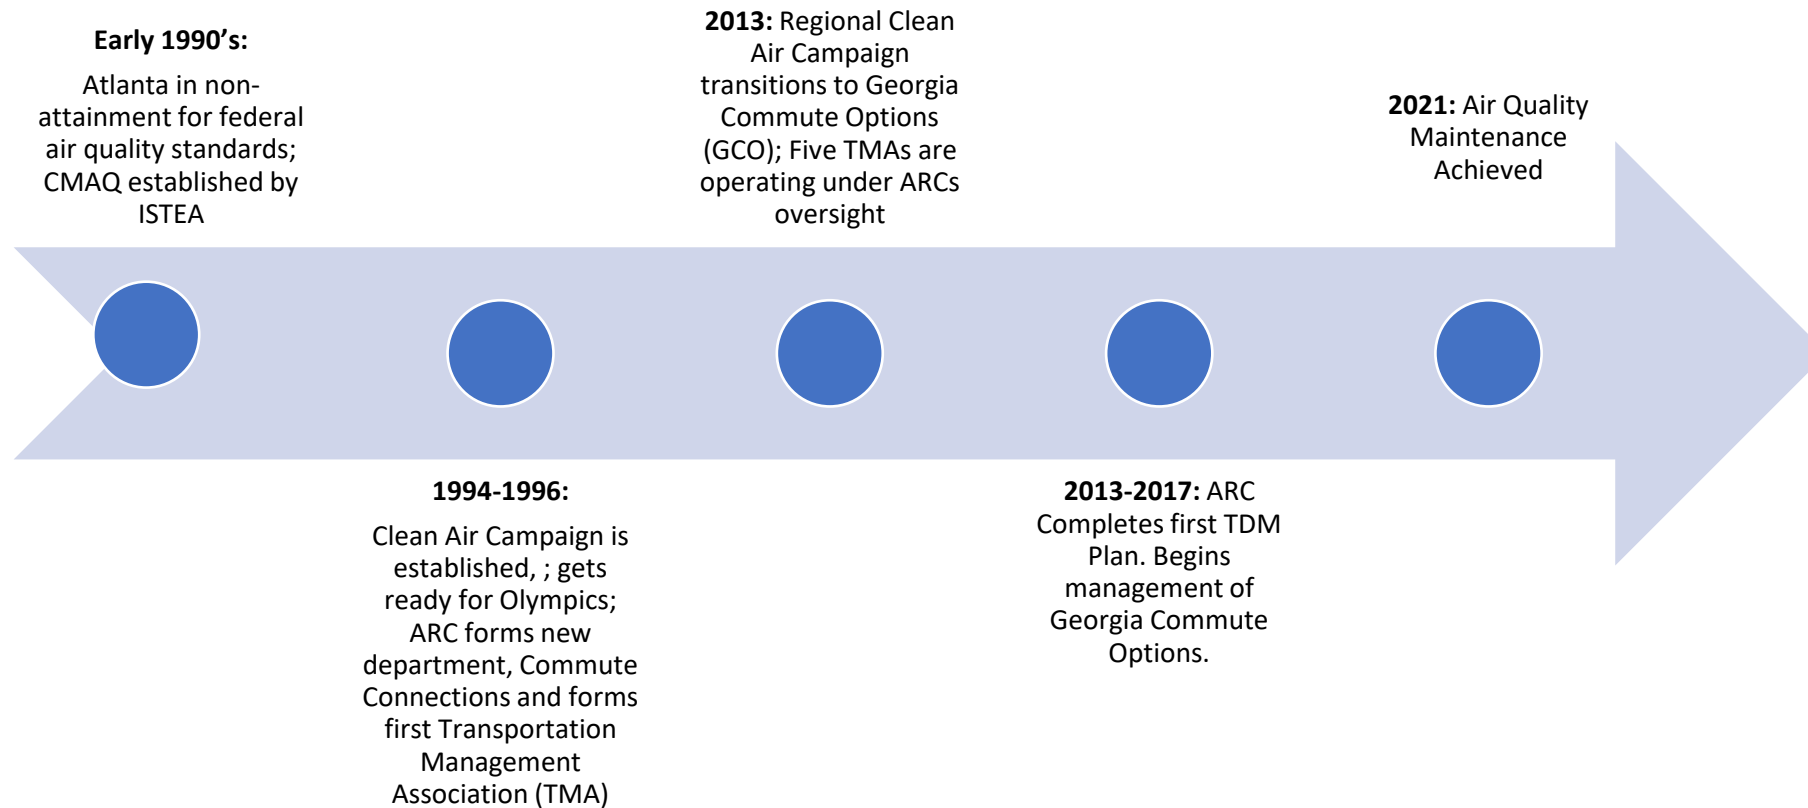 Early 1990's:
Atlanta in non-
attainment for federal
air quality standards;
CMAQ established by
ISTEA
1994-1996:
Clean Air Campaign is
established, ; gets
ready for Olympics;
ARC forms new
department, Commute
Connections and forms
first Transportation
Management
Association (TMA)
2013: Regional Clean
Air Campaign
transitions to Georgia
Commute Options
(GCO); Five TMAs are
operating under ARCs
oversight
2013-2017: ARC
Completes first TDM
Plan. Begins
management of
Georgia Commute
Options.
2021: Air Quality
Maintenance
Achieved